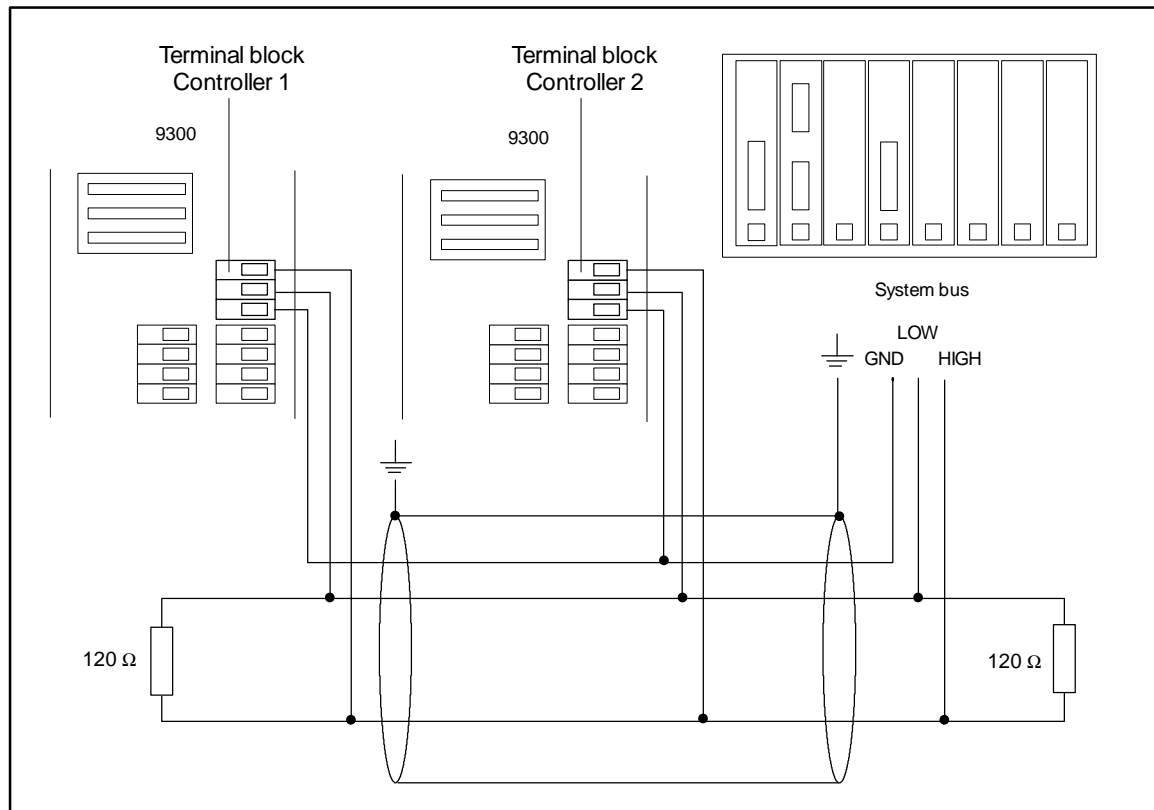 Terminal block
Controller 1
9300
Terminal block
Controller 2
9300
System bus
LOW
GND
HIGH
120 Ω
120 Ω